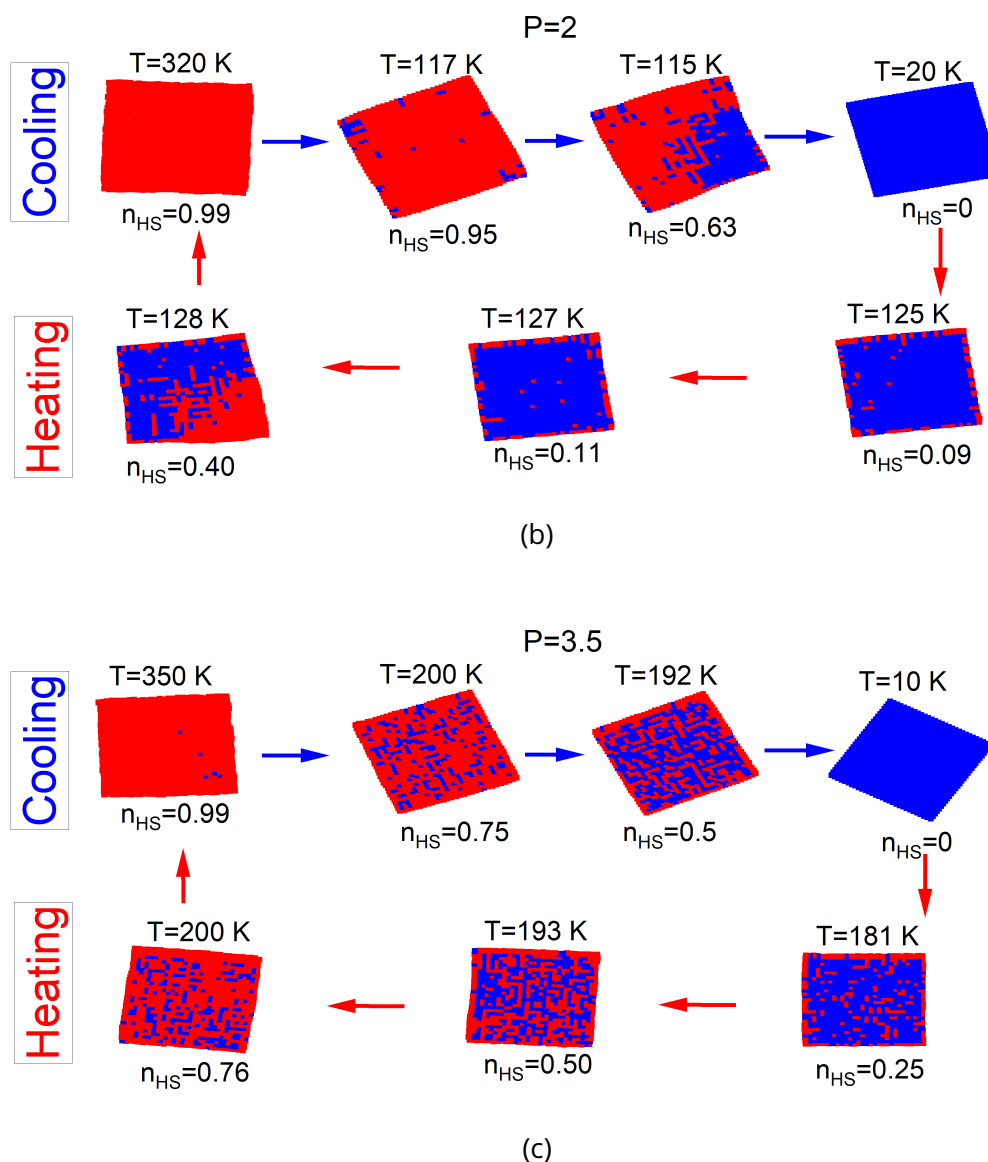 P=2
Cooling
T=320 K
T=117 K
T=115 K
T=20 K
nHS=0.99
nHS=0.95
nHS=0.63
nHS=0
Heating
T=128 K
T=127 K
T=125 K
nHS=0.40
nHS=0.11
nHS=0.09
(b)
P=3.5
Cooling
T=350 K
T=200 K
T=192 K
T=10 K
nHS=0.99
nHS=0.75
nHS=0.5
nHS=0
Heating
T=200 K
T=193 K
T=181 K
nHS=0.76
nHS=0.50
nHS=0.25
(c)